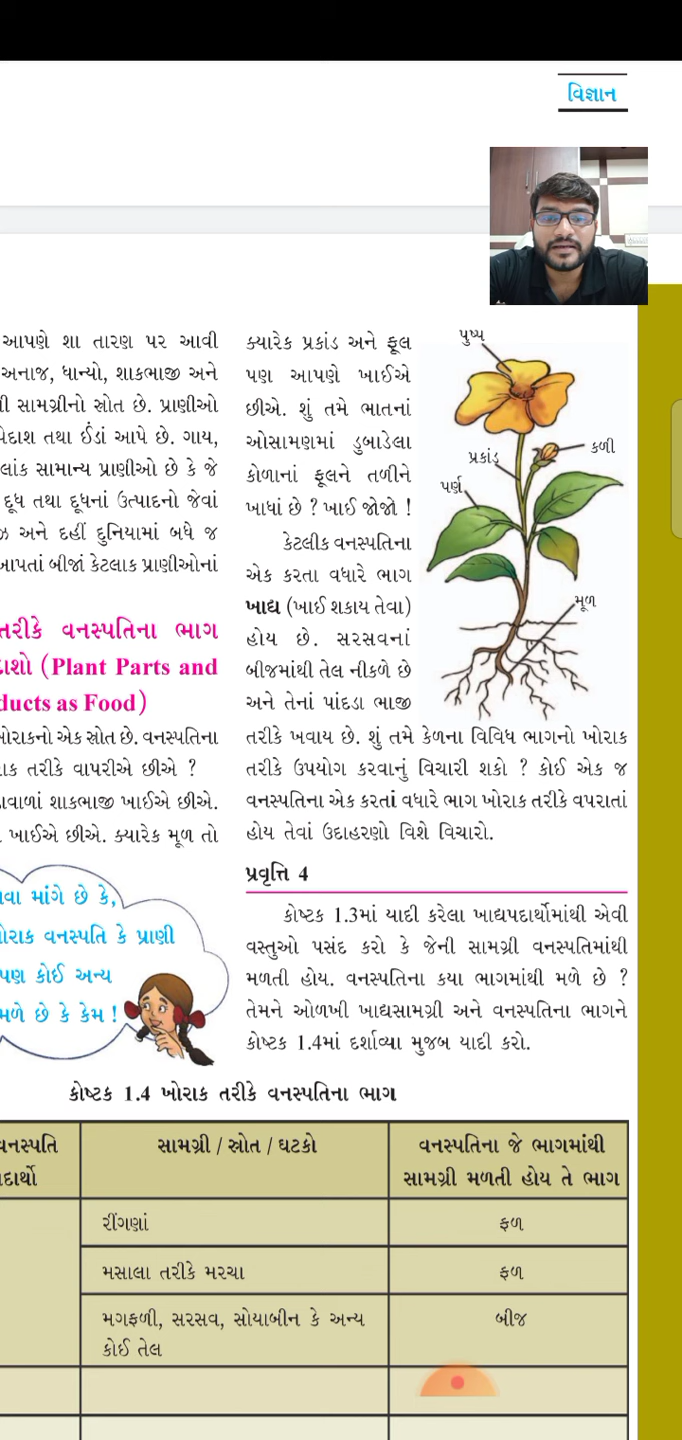 વિજ્ઞાન
આપણે શા તારણ પર આવી
અનાજ, ધાન્યો, શાકભાજી અને
સામગ્રીનો સ્રોત છે. પ્રાણીઓ
તથા ઈંડાં આપે છે. ગાય,
સામાન્ય પ્રાણીઓ છે કે જે
દૂધ તથા દૂધનાં ઉત્પાદનો જેવાં
અને દહીં દુનિયામાં બધે જ
બીજાં કેટલાક પ્રાણીઓનાં
તરીકે વનસ્પતિના ભાગ
(Plant Parts and
as Food)
એક સ્રોત છે. વનસ્પતિના
તરીકે વાપરીએ છીએ ?
શાકભાજી ખાઈએ છીએ.
ખાઈએ છીએ. ક્યારેક મૂળ તો
માંગે છે કે,
વનસ્પતિ કે પ્રાણી
પણ કોઈ અન્ય
મળે છે કે કેમ !
ક્યારેક પ્રકાંડ અને ફૂલ
પણ આપણે ખાઈએ
છીએ. શું તમે ભાતનાં
ઓસામણમાં ડુબાડેલા
કોળાનાં ફૂલને તળીને
ખાધાં છે ? ખાઈ જોજો !
કેટલીક વનસ્પતિના
એક કરતા વધારે ભાગ
ખાદ્ય (ખાઈ શકાય તેવા)
હોય છે. સરસવનાં
બીજમાંથી તેલ નીકળે છે
અને તેનાં પાંદડા ભાજી
તરીકે ખવાય છે. શું તમે કેળના વિવિધ ભાગનો ખોરાક
તરીકે ઉપયોગ કરવાનું વિચારી શકો ? કોઈ એક જ
વનસ્પતિના એક કરતાં વધારે ભાગ ખોરાક તરીકે વપરાતાં
હોય તેવાં ઉદાહરણો વિશે વિચારો.
પુષ્પ
કળી
પ્રકાંડ
પર્ણ
મૂળ
પ્રવૃત્તિ 4
કોષ્ટક 1.3માં યાદી કરેલા ખાદ્યપદાર્થોમાંથી એવી
વસ્તુઓ પસંદ કરો કે જેની સામગ્રી વનસ્પતિમાંથી
મળતી હોય. વનસ્પતિના કયા ભાગમાંથી મળે છે ?
તેમને ઓળખી ખાદ્યસામગ્રી અને વનસ્પતિના ભાગને
કોષ્ટક 1.4માં દર્શાવ્યા મુજબ યાદી કરો.
કોષ્ટક 1.4 ખોરાક તરીકે વનસ્પતિના ભાગ
વનસ્પતિ
સામગ્રી / સ્રોત / ઘટકો
વનસ્પતિના જે ભાગમાંથી
સામગ્રી મળતી હોય તે ભાગ
રીંગણાં
ફળ
મસાલા તરીકે મરચા
ફળ
મગફળી, સરસવ, સોયાબીન કે અન્ય
કોઈ તેલ
બીજ